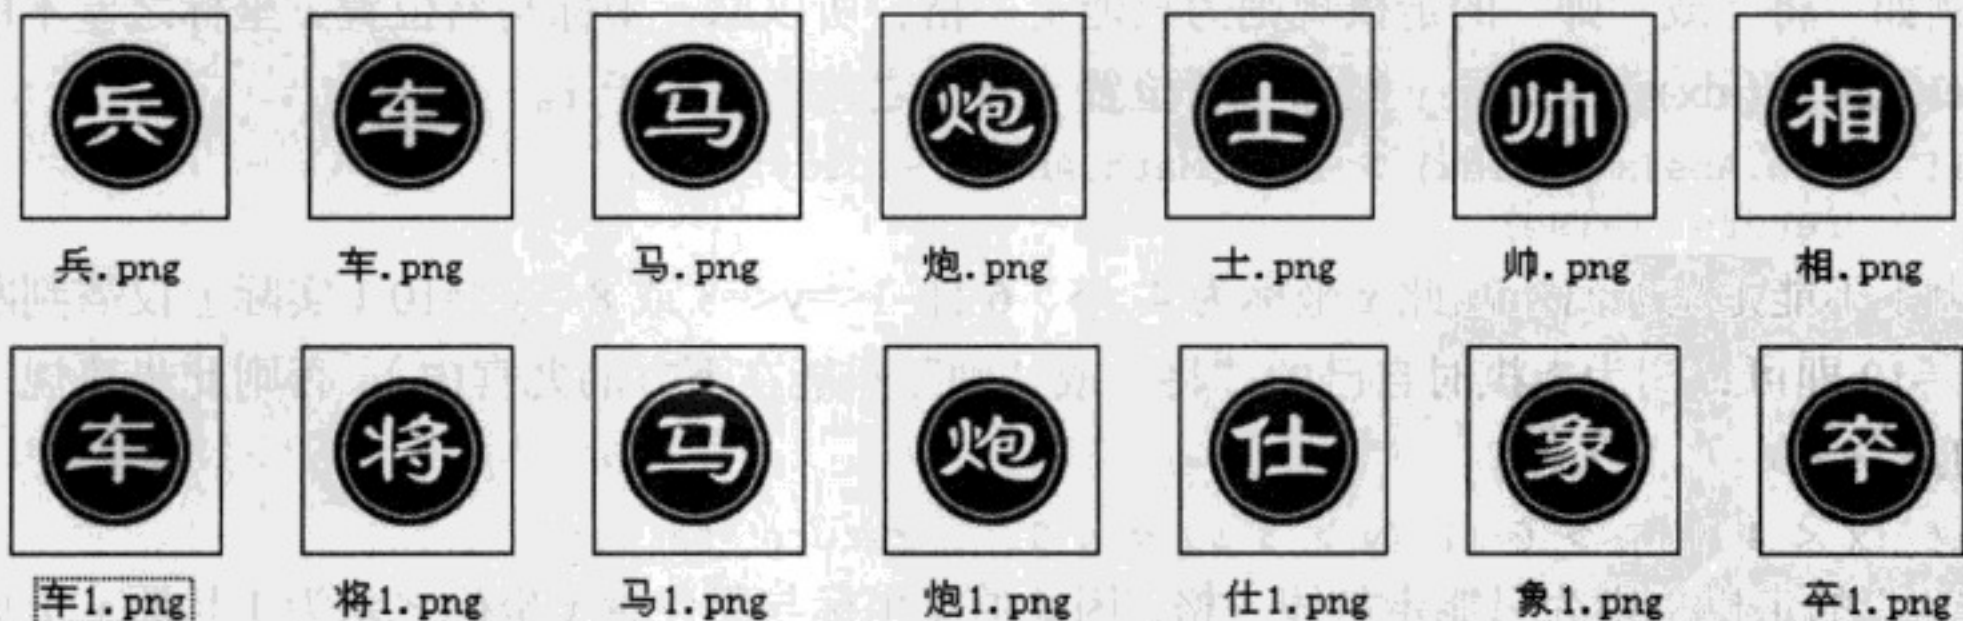 兵 车 马 炮 士 帅 相
兵.png 车.png 马.png 炮.png 士.png 帅.png 相.png
车 将 马 炮 仕 象 卒
车1.png 将1.png 马1.png 炮1.png 仕1.png 象1.png 卒1.png